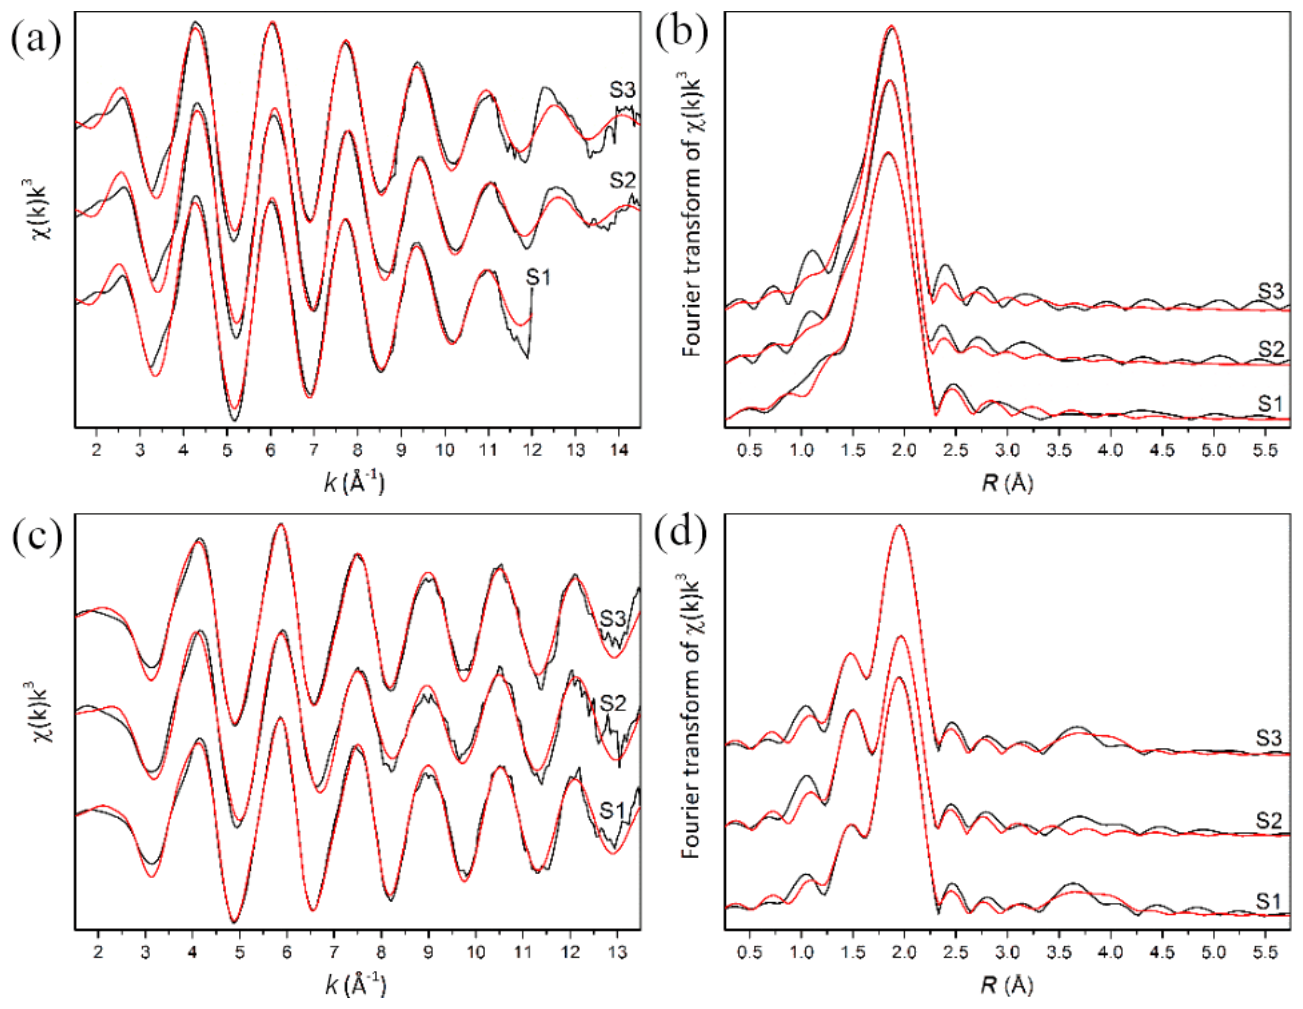 (a)
χ(k)k³
S3
S2
S1
2 3 4 5 6 7 8 9 10 11 12 13 14
k (Å⁻¹)
(b)
Fourier transform of χ(k)k³
S3
S2
S1
0.5 1.0 1.5 2.0 2.5 3.0 3.5 4.0 4.5 5.0 5.5
R (Å)
(c)
χ(k)k³
S3
S2
S1
2 3 4 5 6 7 8 9 10 11 12 13
k (Å⁻¹)
(d)
Fourier transform of χ(k)k³
S3
S2
S1
0.5 1.0 1.5 2.0 2.5 3.0 3.5 4.0 4.5 5.0 5.5
R (Å)